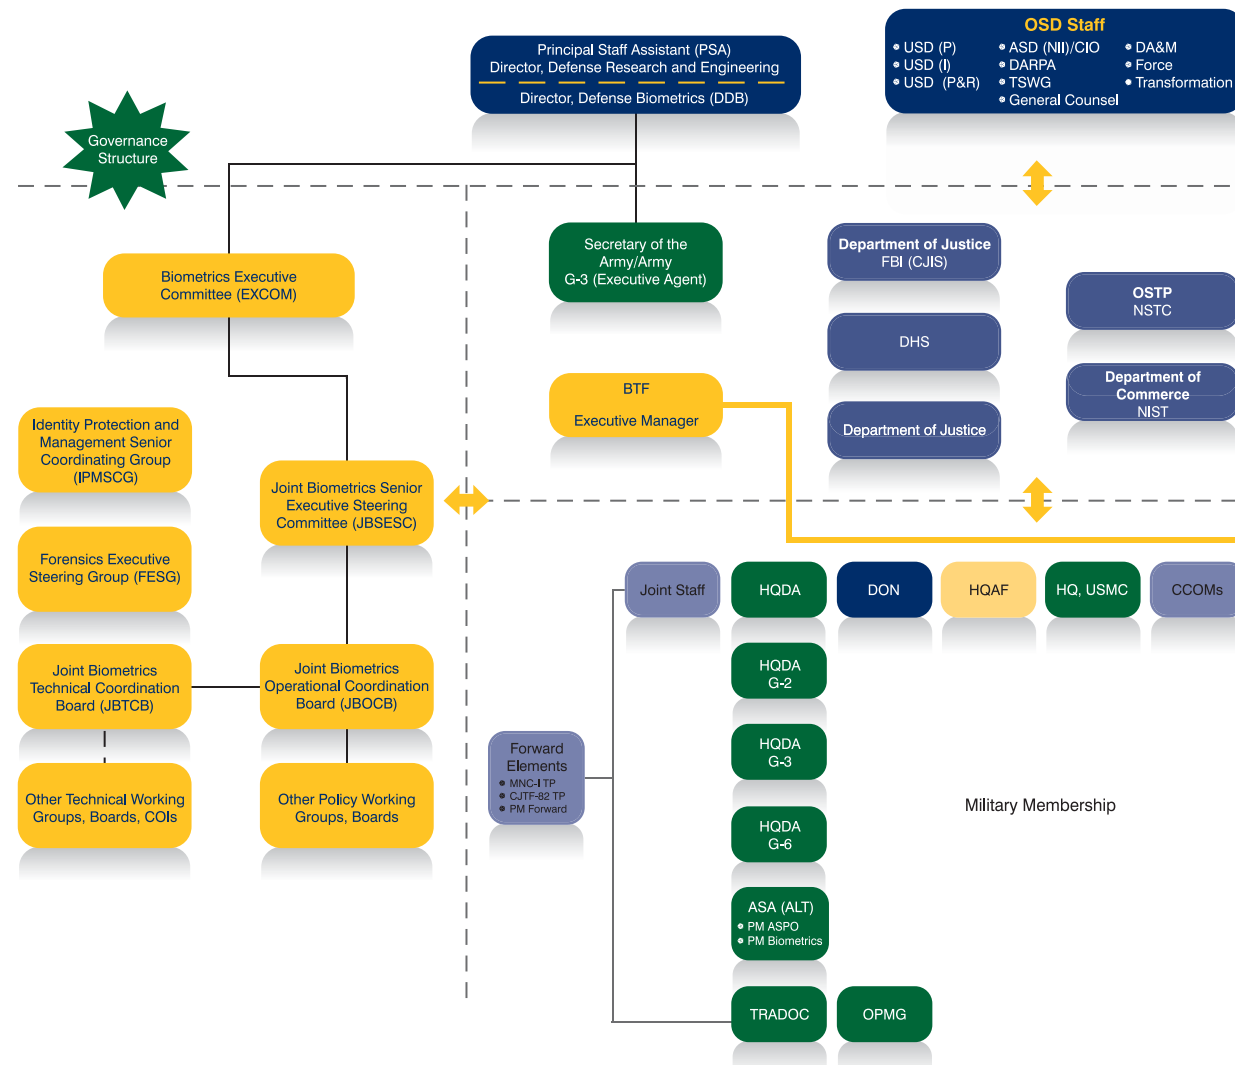 Principal Staff Assistant (PSA)
Director, Defense Research and Engineering
Director, Defense Biometrics (DDB)
OSD Staff
USD (P)
USD (I)
USD (P&R)
ASD (NII)/CIO
DARPA
TSWG
General Counsel
DA&M
Force
Transformation
Governance
Structure
Secretary of the
Army/Army
G-3 (Executive Agent)
Department of Justice
FBI (CJIS)
Biometrics Executive
Committee (EXCOM)
OSTP
NSTC
DHS
BTF
Executive Manager
Department of
Commerce
NIST
Department of Justice
Identity Protection and
Management Senior
Coordinating Group
(IPMSCG)
Joint Biometrics Senior
Executive Steering
Committee (JBSESC)
Forensics Executive
Steering Group (FESG)
Joint Staff
HQDA
DON
HQAF
HQ, USMC
CCOMs
Joint Biometrics
Technical Coordination
Board (JBTCB)
Joint Biometrics
Operational Coordination
Board (JBOCB)
HQDA
G-2
Forward
Elements
MNC-I TP
CJTF-82 TP
PM Forward
HQDA
G-3
Other Technical Working
Groups, Boards, COIs
Other Policy Working
Groups, Boards
Military Membership
HQDA
G-6
ASA (ALT)
PM ASPO
PM Biometrics
TRADOC
OPMG